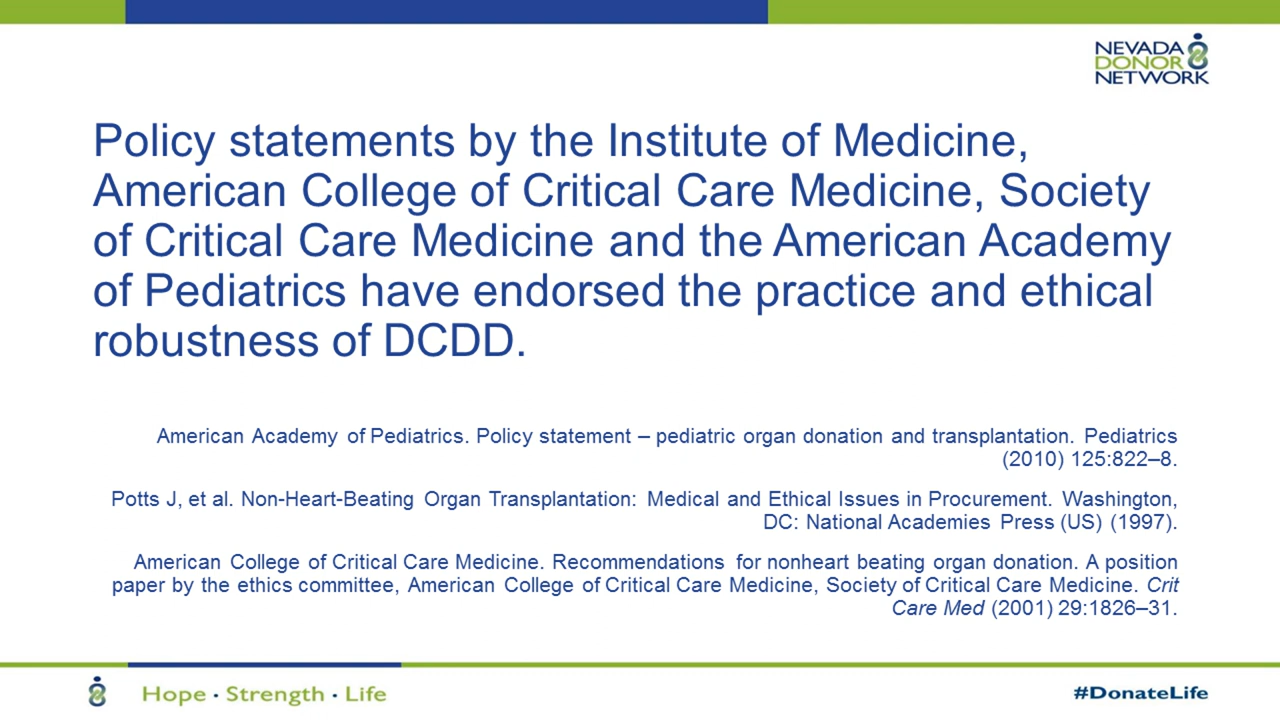 NEVADA
DONOR
NETWORK
Policy statements by the Institute of Medicine,
American College of Critical Care Medicine, Society
of Critical Care Medicine and the American Academy
of Pediatrics have endorsed the practice and ethical
robustness of DCDD.
American Academy of Pediatrics. Policy statement – pediatric organ donation and transplantation. Pediatrics
(2010) 125:822–8.
Potts J, et al. Non-Heart-Beating Organ Transplantation: Medical and Ethical Issues in Procurement. Washington,
DC: National Academies Press (US) (1997).
American College of Critical Care Medicine. Recommendations for nonheart beating organ donation. A position
paper by the ethics committee, American College of Critical Care Medicine, Society of Critical Care Medicine. Crit
Care Med (2001) 29:1826–31.
Hope · Strength · Life
#DonateLife